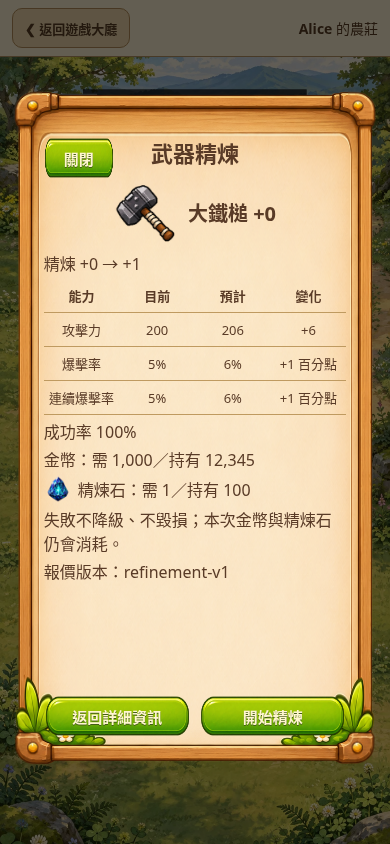 ❮ 返回遊戲大廳
Alice 的農莊
關閉
武器精煉
大鐵槌 +0
精煉 +0 → +1
能力 目前 預計 變化
攻擊力 200 206 +6
爆擊率 5% 6% +1 百分點
連續爆擊率 5% 6% +1 百分點
成功率 100%
金幣：需 1,000／持有 12,345
精煉石：需 1／持有 100
失敗不降級、不毀損；本次金幣與精煉石
仍會消耗。
報價版本：refinement-v1
返回詳細資訊
開始精煉